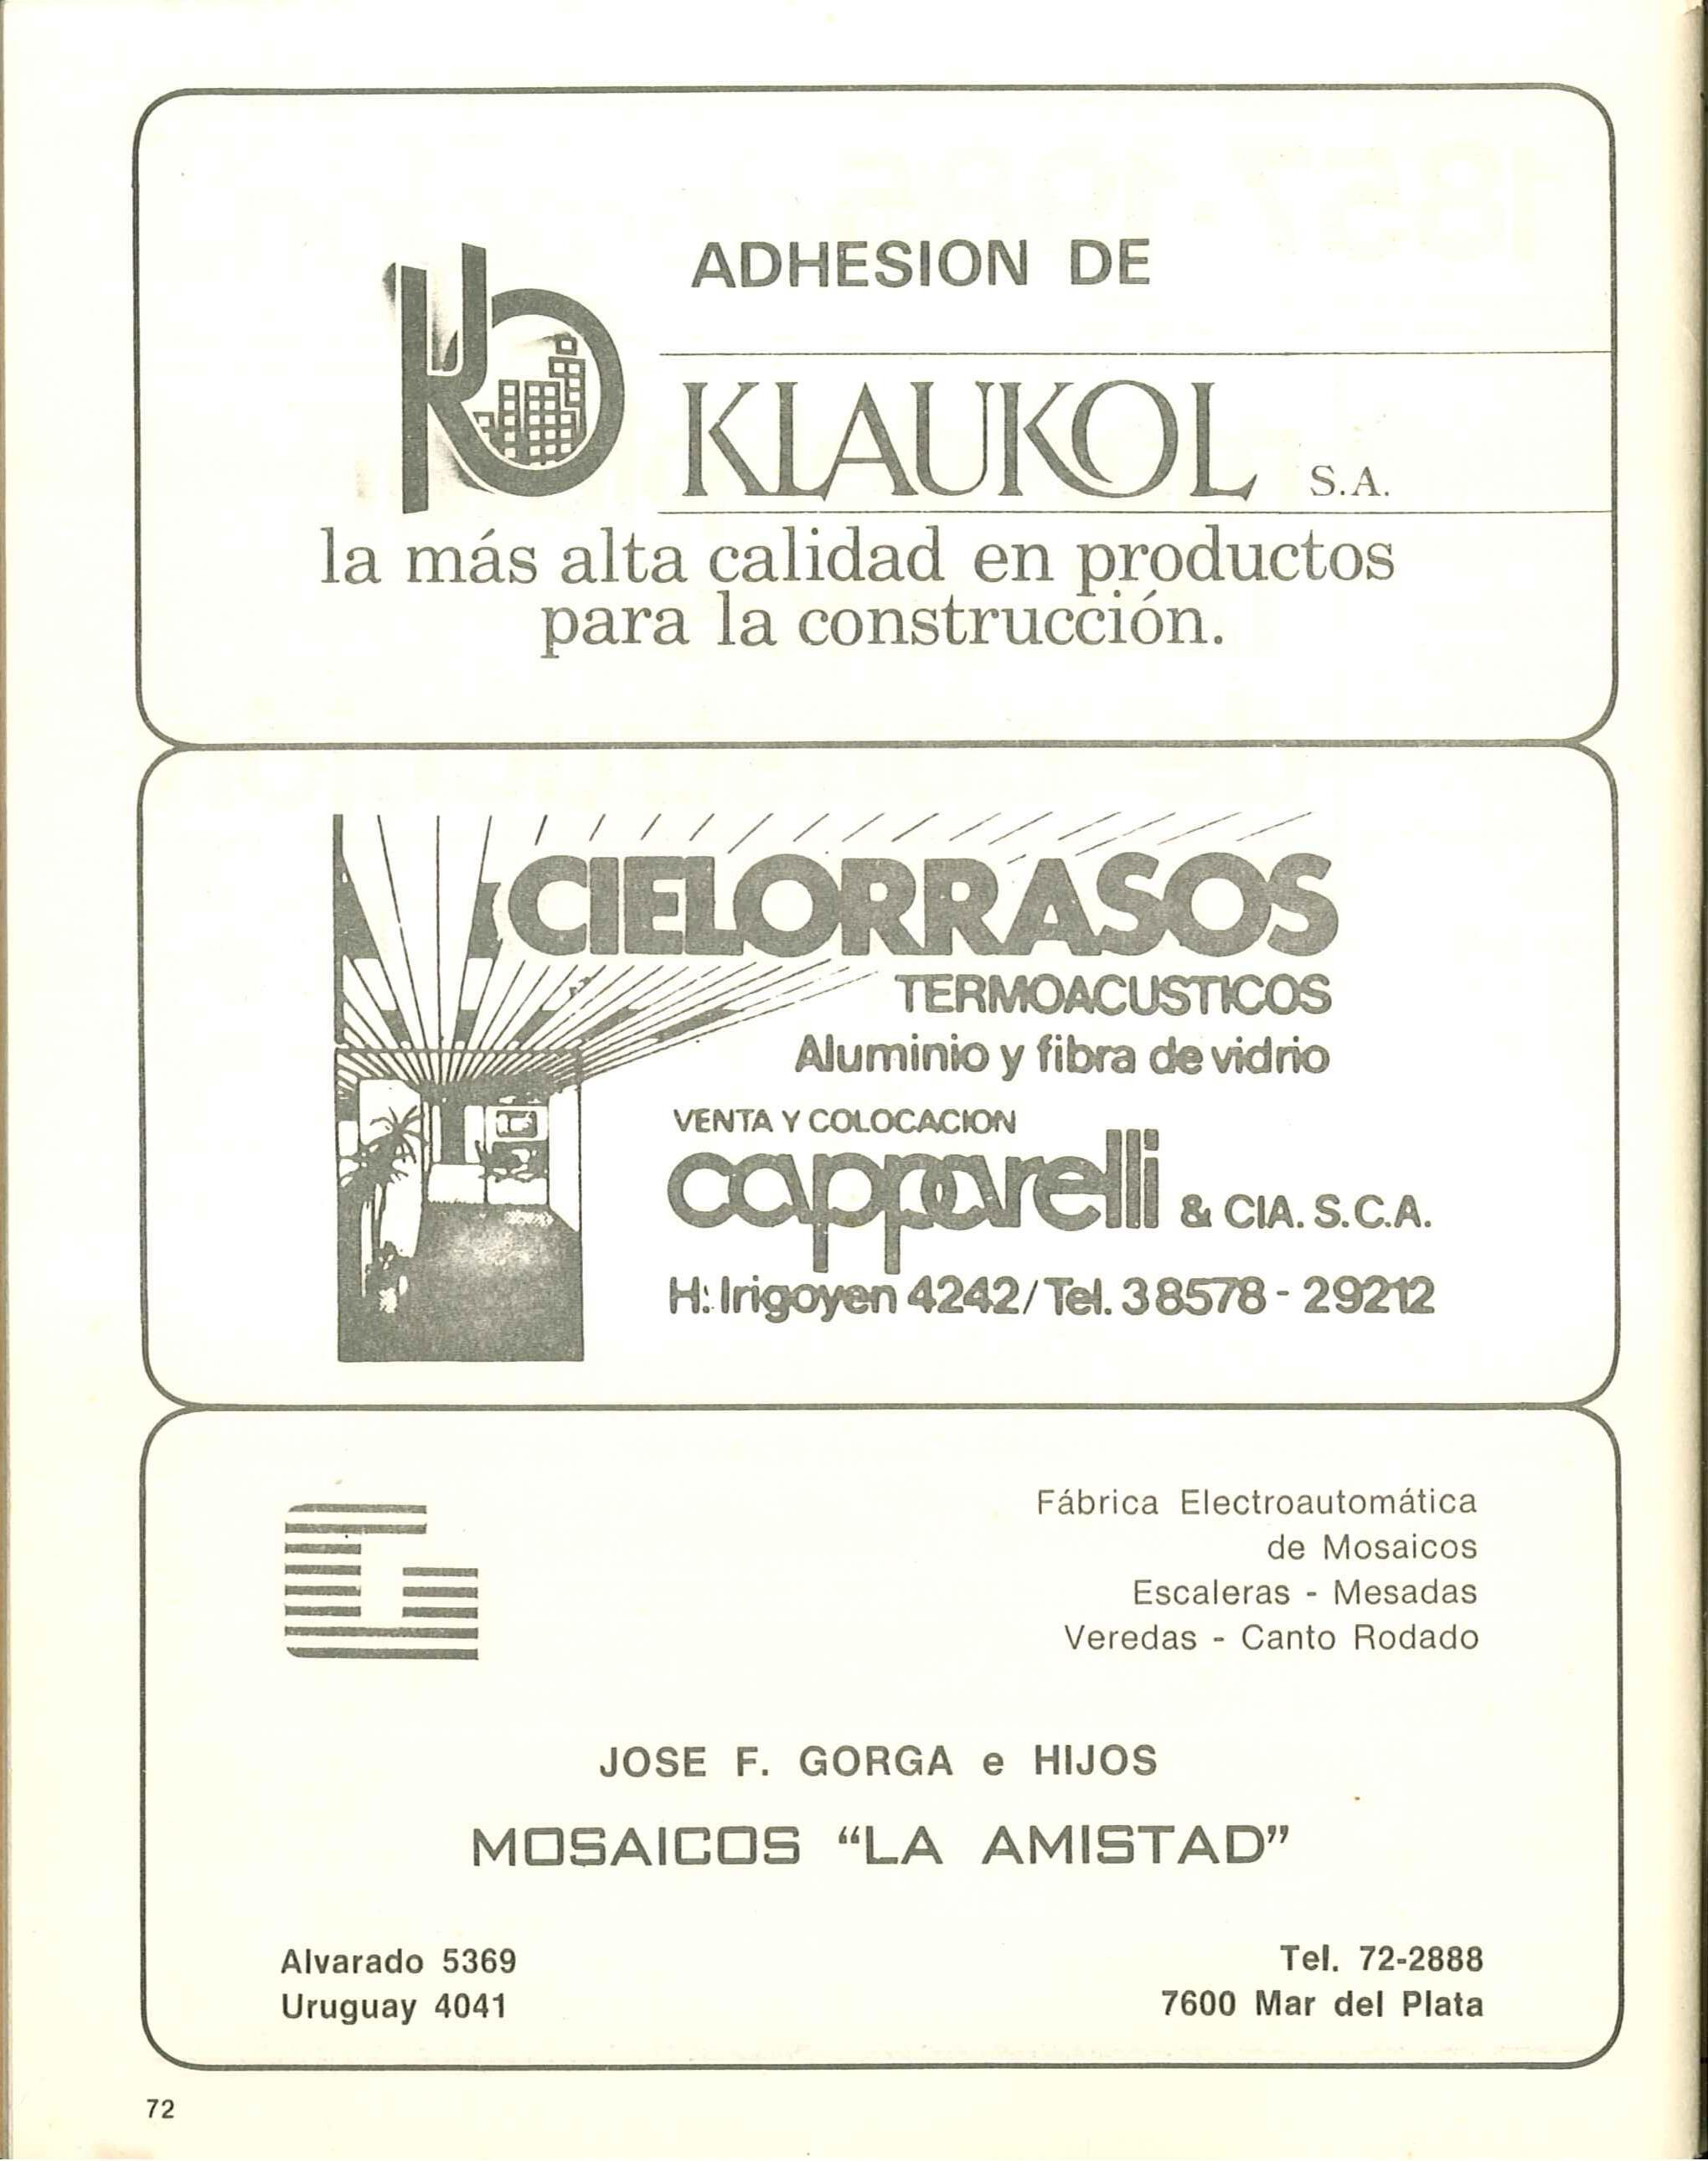 ADHESION DE
KLAUKOL S.A.
la más alta calidad en productos
para la construcción.
CIELORRASOS
TERMOACUSTICOS
Aluminio y fibra de vidrio
VENTA Y COLOCACION
capparelli & CIA. S.C.A.
H. Irigoyen 4242/Tel. 38578 - 29212
Fábrica Electroautomática
de Mosaicos
Escaleras - Mesadas
Veredas - Canto Rodado
JOSE F. GORGA e HIJOS
MOSAICOS “LA AMISTAD”
Alvarado 5369
Uruguay 4041
Tel. 72-2888
7600 Mar del Plata
72